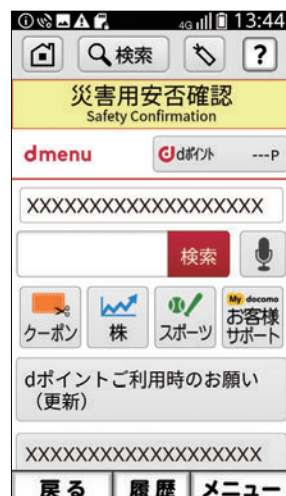 4G 13:44
検索 ?
災害用安否確認
Safety Confirmation
dmenu dポイント ---P
XXXXXXXXXXXXXXXXXXX
検索
クーポン 株 スポーツ My docomo お客様サポート
dポイントご利用時のお願い
(更新)
XXXXXXXXXXXXXXXXXXX
戻る 履歴 メニュー